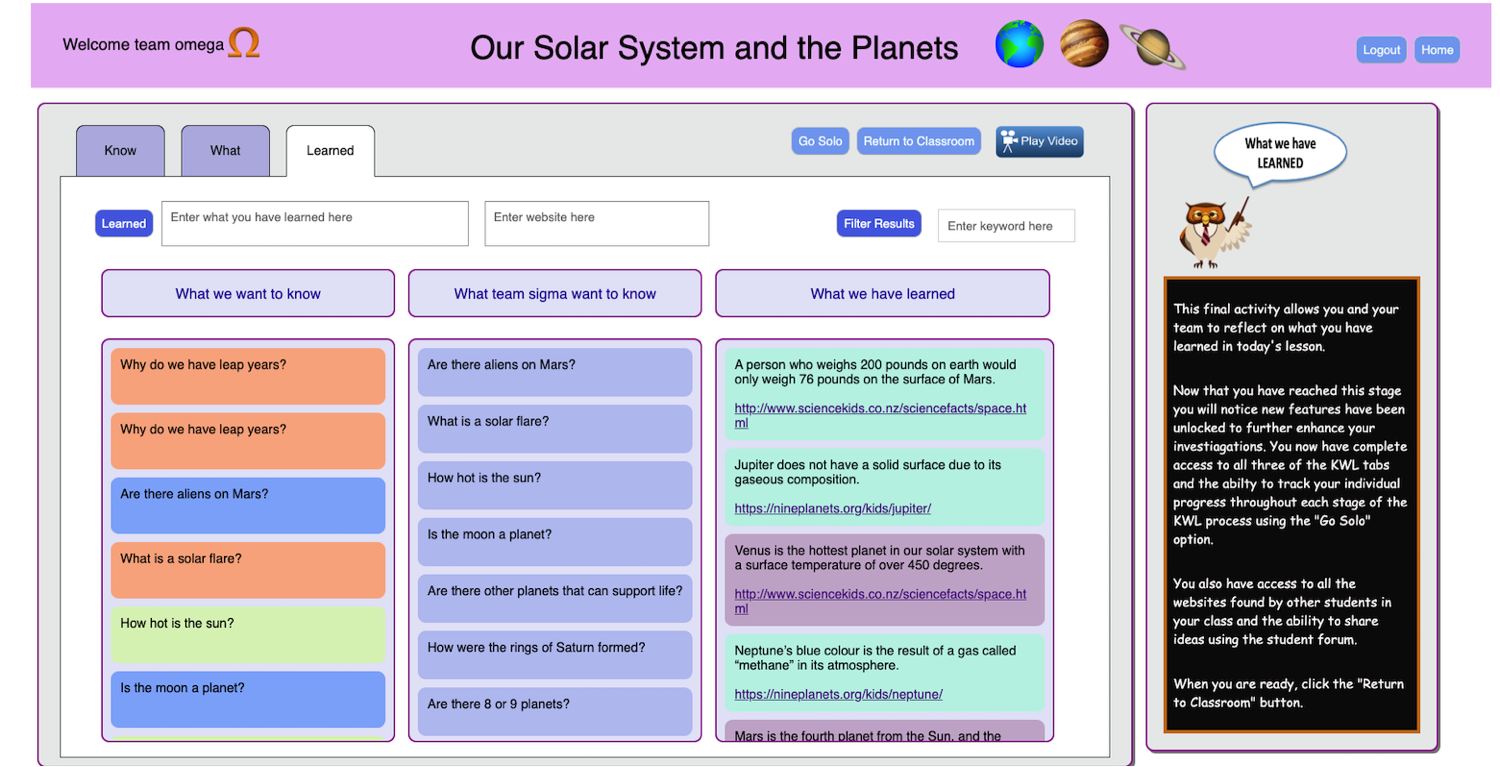 Welcome team omega Ω
Our Solar System and the Planets
Logout
Home
Know
What
Learned
Go Solo
Return to Classroom
Play Video
Learned
Enter what you have learned here
Enter website here
Filter Results
Enter keyword here
What we want to know
Why do we have leap years?
Why do we have leap years?
Are there aliens on Mars?
What is a solar flare?
How hot is the sun?
Is the moon a planet?
What team sigma want to know
Are there aliens on Mars?
What is a solar flare?
How hot is the sun?
Is the moon a planet?
Are there other planets that can support life?
How were the rings of Saturn formed?
Are there 8 or 9 planets?
What we have learned
A person who weighs 200 pounds on earth would
only weigh 76 pounds on the surface of Mars.
http://www.sciencekids.co.nz/sciencefacts/space.ht
ml
Jupiter does not have a solid surface due to its
gaseous composition.
https://nineplanets.org/kids/jupiter/
Venus is the hottest planet in our solar system with
a surface temperature of over 450 degrees.
http://www.sciencekids.co.nz/sciencefacts/space.ht
ml
Neptune’s blue colour is the result of a gas called
“methane” in its atmosphere.
https://nineplanets.org/kids/neptune/
Mars is the fourth planet from the Sun, and the
What we have
LEARNED
This final activity allows you and your
team to reflect on what you have
learned in today's lesson.
Now that you have reached this stage
you will notice new features have been
unlocked to further enhance your
investiagations. You now have complete
access to all three of the KWL tabs
and the abilty to track your individual
progress throughout each stage of the
KWL process using the "Go Solo"
option.
You also have access to all the
websites found by other students in
your class and the ability to share
ideas using the student forum.
When you are ready, click the "Return
to Classroom" button.